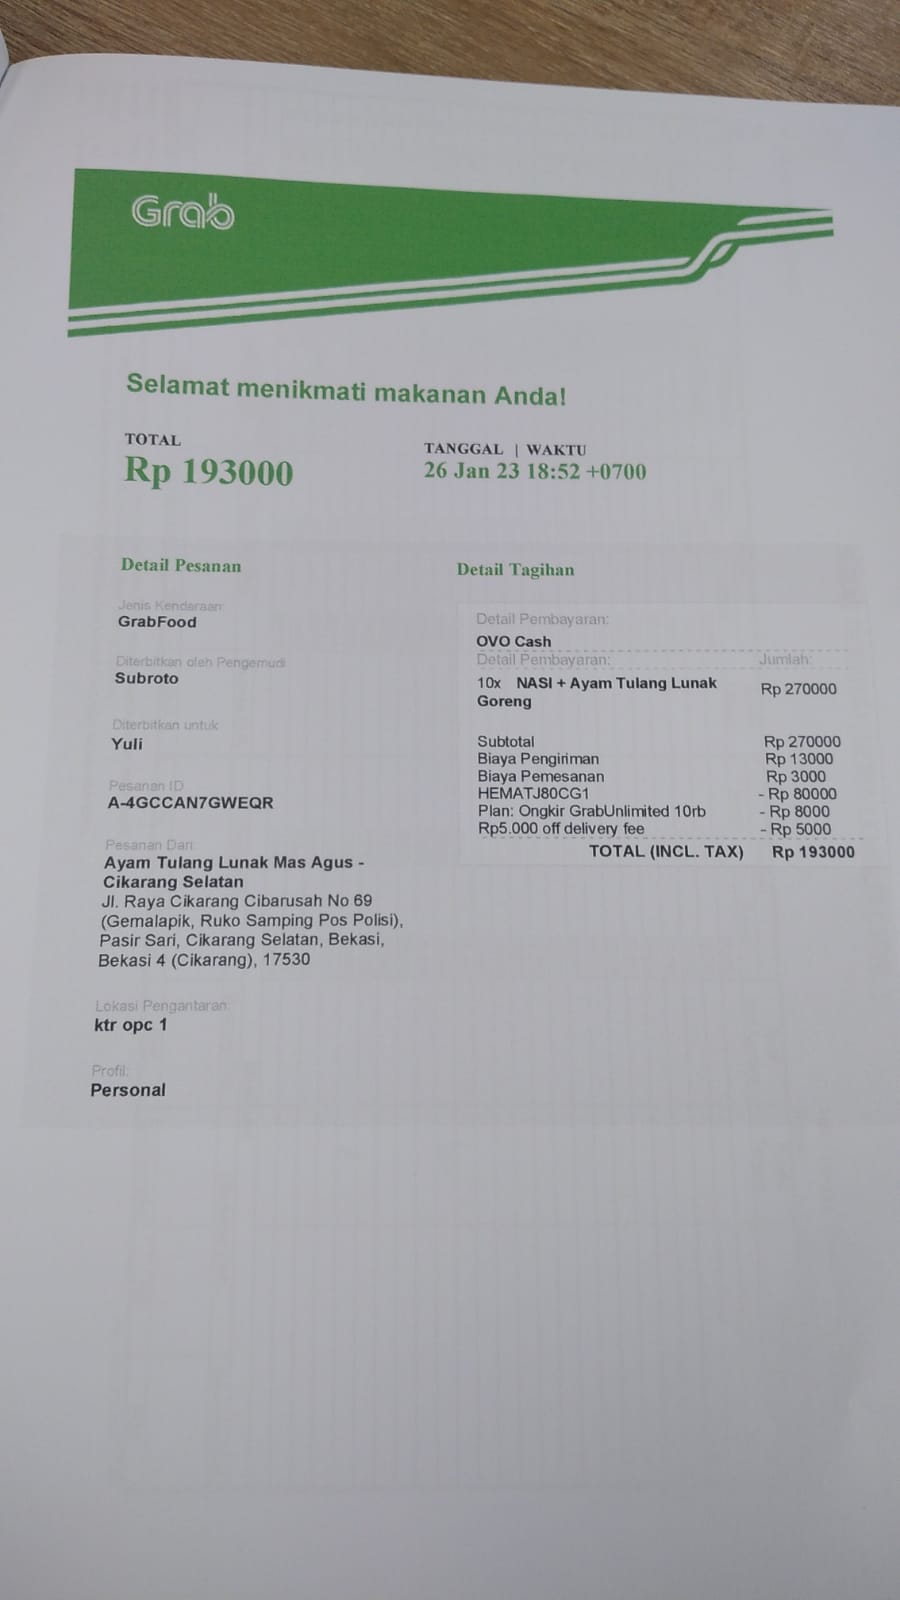 Grab
Selamat menikmati makanan Anda!
TOTAL
Rp 193000
TANGGAL | WAKTU
26 Jan 23 18:52 +0700
Detail Pesanan
Jenis Kendaraan:
GrabFood
Diterbitkan oleh Pengemudi
Subroto
Diterbitkan untuk
Yuli
Pesanan ID
A-4GCCAN7GWEQR
Pesanan Dari:
Ayam Tulang Lunak Mas Agus -
Cikarang Selatan
Jl. Raya Cikarang Cibarusah No 69
(Gemalapik, Ruko Samping Pos Polisi),
Pasir Sari, Cikarang Selatan, Bekasi,
Bekasi 4 (Cikarang), 17530
Lokasi Pengantaran:
ktr opc 1
Profil:
Personal
Detail Tagihan
Detail Pembayaran:
OVO Cash
Detail Pembayaran: Jumlah:
10x NASI + Ayam Tulang Lunak Rp 270000
Goreng
Subtotal Rp 270000
Biaya Pengiriman Rp 13000
Biaya Pemesanan Rp 3000
HEMATJ80CG1 - Rp 80000
Plan: Ongkir GrabUnlimited 10rb - Rp 8000
Rp5.000 off delivery fee - Rp 5000
TOTAL (INCL. TAX) Rp 193000